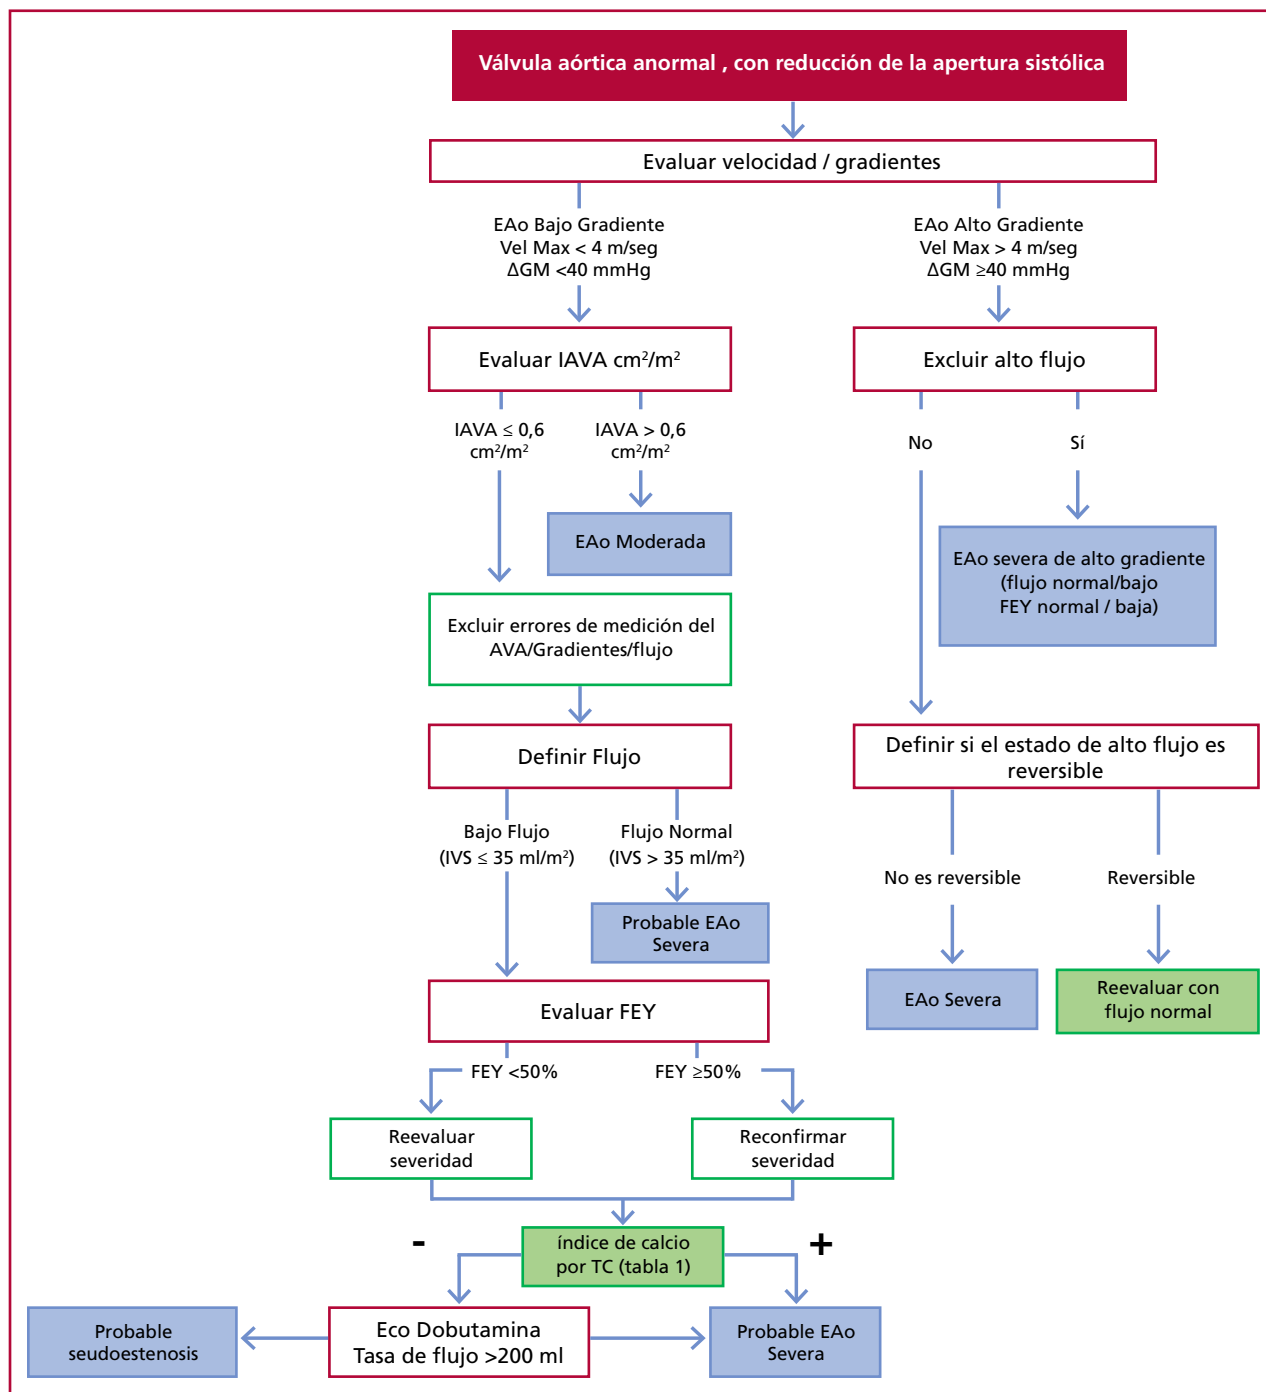 Válvula aórtica anormal , con reducción de la apertura sistólica
Evaluar velocidad / gradientes
EAo Bajo Gradiente
Vel Max < 4 m/seg
ΔGM <40 mmHg
EAo Alto Gradiente
Vel Max > 4 m/seg
ΔGM ≥40 mmHg
Evaluar IAVA cm²/m²
Excluir alto flujo
IAVA ≤ 0,6
cm²/m²
IAVA > 0,6
cm²/m²
No
Sí
EAo Moderada
EAo severa de alto gradiente
(flujo normal/bajo
FEY normal / baja)
Excluir errores de medición del
AVA/Gradientes/flujo
Definir Flujo
Definir si el estado de alto flujo es
reversible
Bajo Flujo
(IVS ≤ 35 ml/m²)
Flujo Normal
(IVS > 35 ml/m²)
No es reversible
Reversible
Probable EAo
Severa
EAo Severa
Reevaluar con
flujo normal
Evaluar FEY
FEY <50%
FEY ≥50%
Reevaluar
severidad
Reconfirmar
severidad
-
índice de calcio
por TC (tabla 1)
+
Probable
seudoestenosis
Eco Dobutamina
Tasa de flujo >200 ml
Probable EAo
Severa